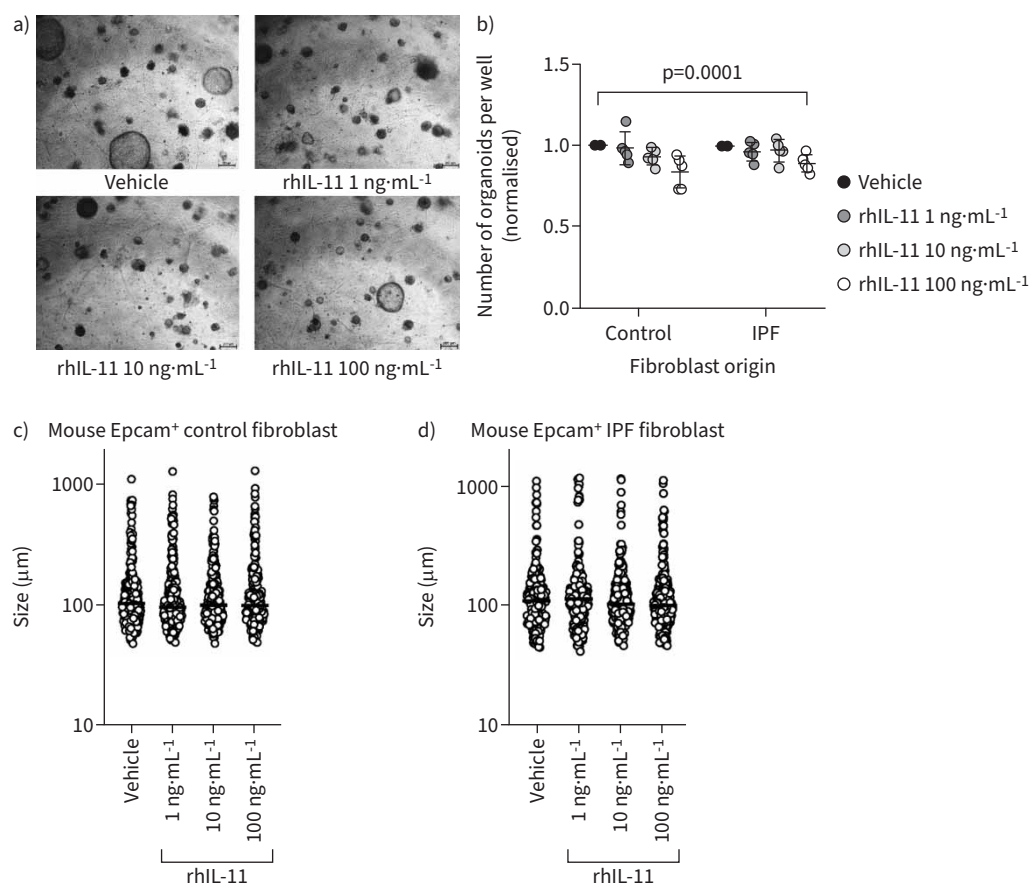 a)
Vehicle
rhIL-11 1 ng·mL⁻¹
rhIL-11 10 ng·mL⁻¹
rhIL-11 100 ng·mL⁻¹
b)
Number of organoids per well
(normalised)
1.5
1.0
0.5
0.0
p=0.0001
Control
IPF
Fibroblast origin
Vehicle
rhIL-11 1 ng·mL⁻¹
rhIL-11 10 ng·mL⁻¹
rhIL-11 100 ng·mL⁻¹
c) Mouse Epcam⁺ control fibroblast
Size (μm)
1000
100
10
Vehicle
1 ng·mL⁻¹
10 ng·mL⁻¹
100 ng·mL⁻¹
rhIL-11
d) Mouse Epcam⁺ IPF fibroblast
Size (μm)
1000
100
10
Vehicle
1 ng·mL⁻¹
10 ng·mL⁻¹
100 ng·mL⁻¹
rhIL-11